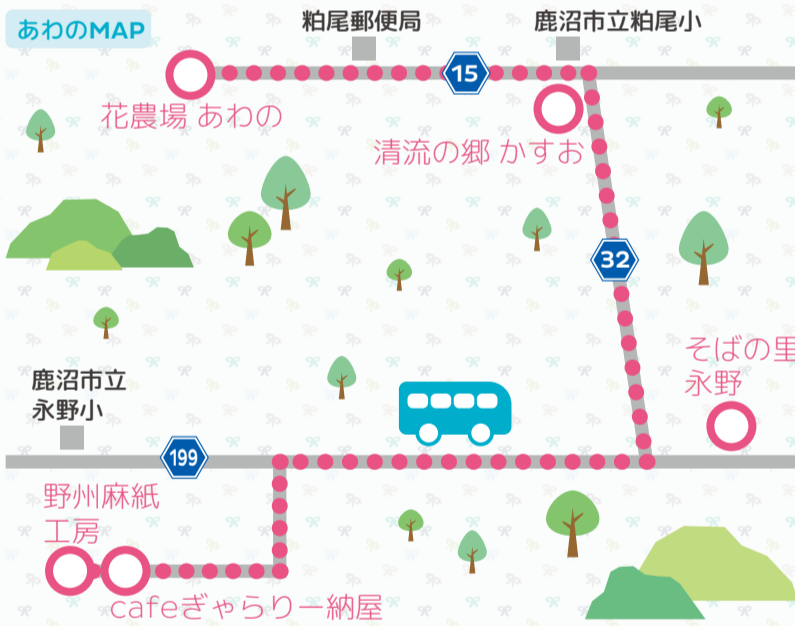 あわのMAP
粕尾郵便局
鹿沼市立粕尾小
15
花農場 あわの
清流の郷 かすお
32
そばの里
永野
鹿沼市立
永野小
199
野州麻紙
工房
cafeぎゃらりー納屋